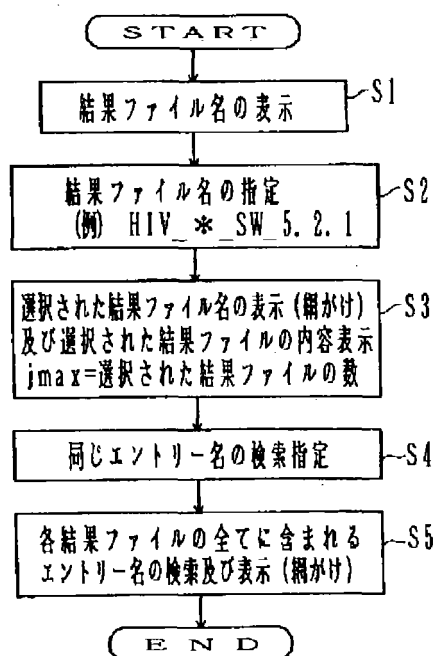 START
結果ファイル名の表示
S1
結果ファイル名の指定
(例) HIV_*_SW_5.2.1
S2
選択された結果ファイル名の表示(網がけ)
及び選択された結果ファイルの内容表示
jmax=選択された結果ファイルの数
S3
同じエントリー名の検索指定
S4
各結果ファイルの全てに含まれる
エントリー名の検索及び表示(網がけ)
S5
END